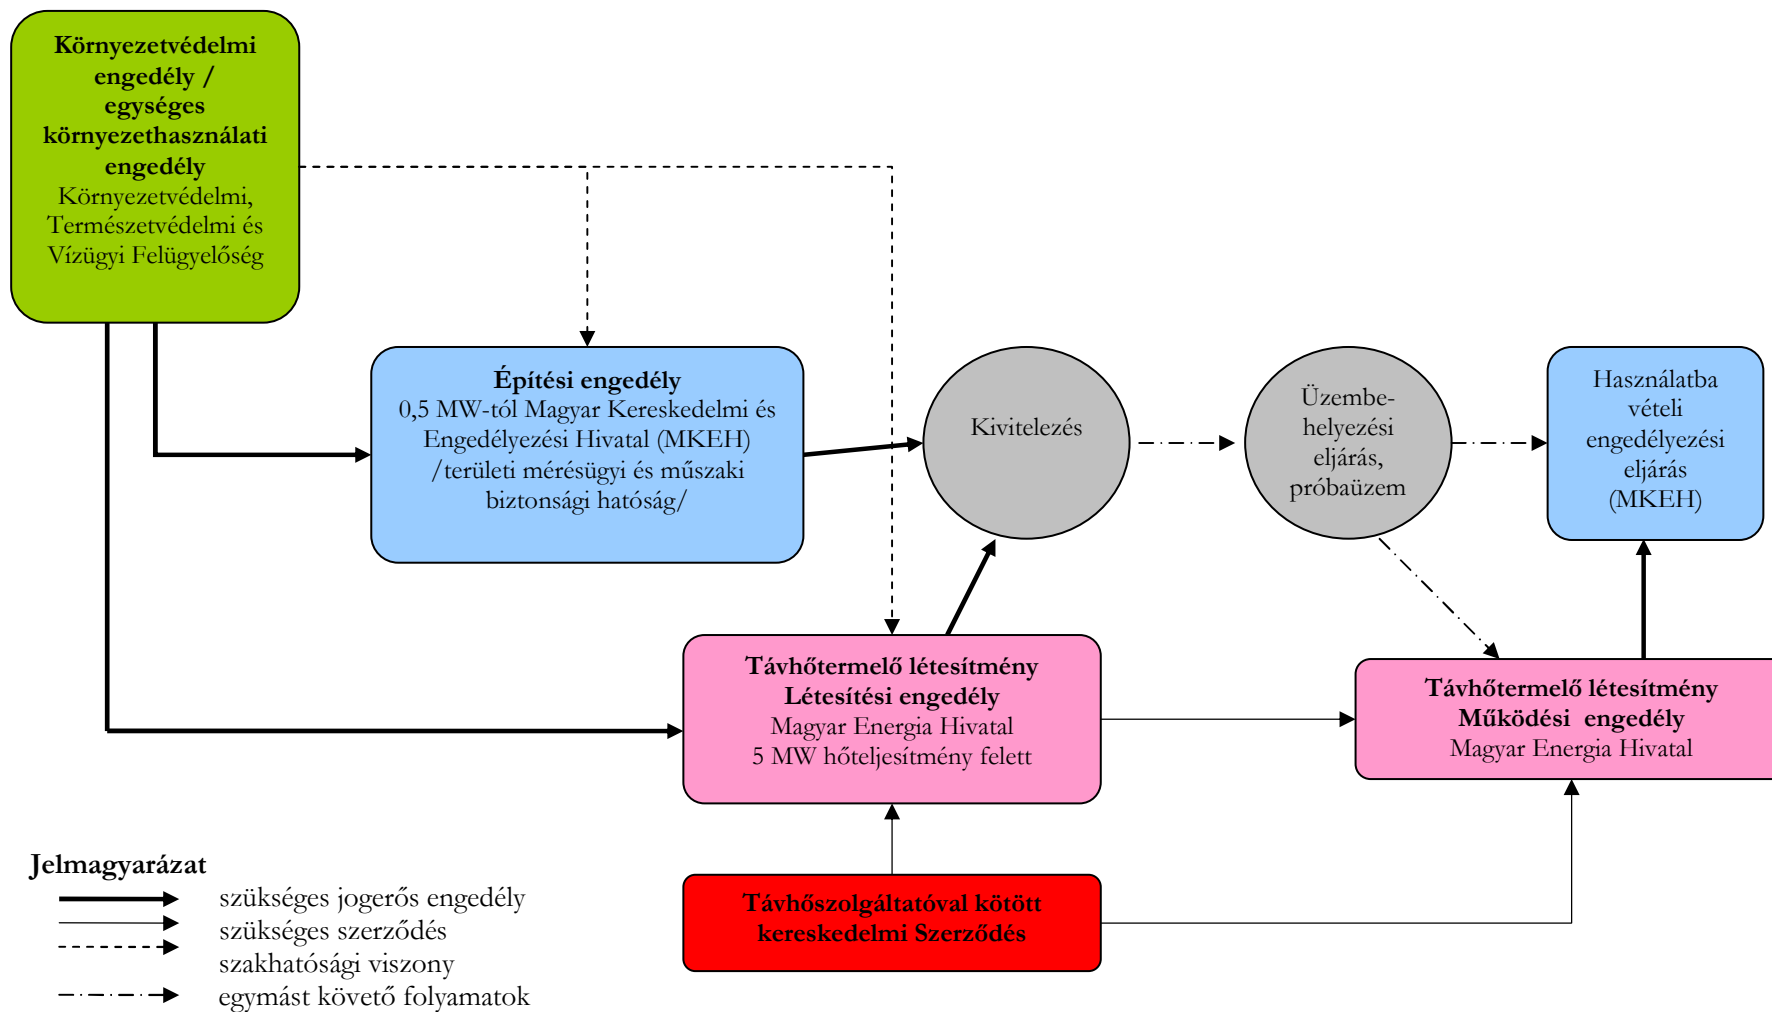 Környezetvédelmi
engedély /
egységes
környezethasználati
engedély
Környezetvédelmi,
Természetvédelmi és
Vízügyi Felügyelőség
Építési engedély
0,5 MW-tól Magyar Kereskedelmi és
Engedélyezési Hivatal (MKEH)
/területi mérésügyi és műszaki
biztonsági hatóság/
Kivitelezés
Üzembe-
helyezési
eljárás,
próbaüzem
Használatba
vételi
engedélyezési
eljárás
(MKEH)
Távhőtermelő létesítmény
Létesítési engedély
Magyar Energia Hivatal
5 MW hőteljesítmény felett
Távhőtermelő létesítmény
Működési  engedély
Magyar Energia Hivatal
Távhőszolgáltatóval kötött
kereskedelmi Szerződés
Jelmagyarázat
szükséges jogerős engedély
szükséges szerződés
szakhatósági viszony
egymást követő folyamatok